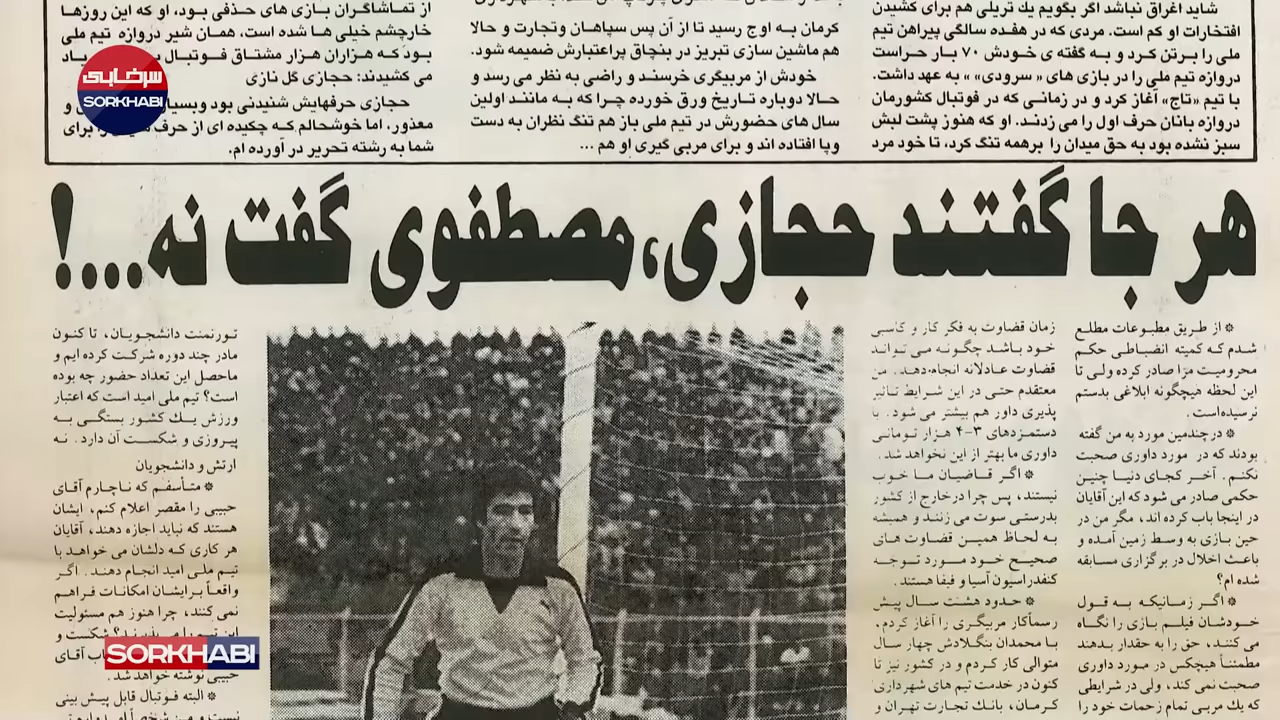 شاید اغراق نباشد اگر بگویم یك تریلی هم برای کشیدن
افتخارات او کم است. مردی که در هفده سالگی پیراهن تیم
ملی را برتن کرد و به گفته ی خودش ۷۰ بار حراست
دروازه تیم ملی را در بازی های « سرودی» » به عهد داشت.
با تیم «تاج» آغاز کرد و در زمانی که در فوتبال کشورمان
دروازه بانان حرف اول را می زدند. او که هنوز پشت لبش
سبز نشده بود به حق میدان را برهمه تنگ کرد، تا خود مرد
کرمان به اوج رسید تا از آن پس سپاهان وتجارت و حالا
هم ماشین سازی تبریز در بنچاق پراعتبارش ضمیمه شود.
خودش از مربیگری خرسند و راضی به نظر می رسد و
حالا دوباره تاریخ ورق خورده چرا که به مانند اولین
سال های حضورش در تیم ملی باز هم تنگ نظران به دست
وپا افتاده اند و برای مربی گیری او هم ...
از تماشاگران بازی های حذفی بود، او که این روزها
خارچشم خیلی ها شده است، همان شیر دروازه تیم ملی
بود که هزاران هزار مشتاق فوتبال یاد
می کشیدند: حجازی گل نازی
حجازی حرفهایش شنیدنی بود وبسیار و
معذور، اما خوشحالم که چکیده ای از حرف را برای
شما به رشته تحریر در آورده ام.
سرخابی
SORKHABI
هر جا گفتند حجازی، مصطفوی گفت نه...!
* از طریق مطبوعات مطلع
شدم که کمیته انضباطی حکم
محرومیت مرا صادر کرده ولی تا
این لحظه هیچگونه ابلاغی بدستم
نرسیده است.
* در چندمین مورد به من گفته
بودند که در مورد داوری صحبت
نکنم. آخر کجای دنیا چنین
حکمی صادر می شود که این آقایان
در اینجا باب کرده اند، مگر من در
حین بازی به وسط زمین آمده و
باعث اخلال در برگزاری مسابقه
شده ام؟
* اگر زمانیکه به قول
خودشان فیلم بازی را نگاه
می کنند، حق را به حقدار بدهند
مطمئناً هیچکس در مورد داوری
صحبت نمی کند، ولی در شرایطی
که یك مربی تمام زحمات خود را
زمان قضاوت به فکر کار و کاسبی
خود باشد چگونه می تواند
قضاوت عادلانه انجام دهد. من
معتقدم حتی در این شرایط تاثیر
پذیری داور هم بیشتر می شود. با
دستمزدهای ۳-۴ هزار تومانی
داوری ما بهتر از این نخواهد شد.
* اگر قاضیان ما خوب
نیستند، پس چرا در خارج از کشور
بدرستی سوت می زنند و همیشه
به لحاظ همین قضاوت های
صحیح خود مورد توجه
کنفدراسیون آسیا و فیفا هستند.
* حدود هشت سال پیش
رسماً کار مربیگری را آغاز کردم،
با محمدان بنگلادش چهار سال
متوالی کار کردم و در کشور نیز تا
کنون در خدمت تیم های شهرداری
کرمان، بانك تجارت تهران و
تورنمنت دانشجویان، تا کنون
مادر چند دوره شرکت کرده ایم و
ماحصل این تعداد حضور چه بوده
است؟ تیم ملی امید است که اعتبار
ورزش یك کشور بستگی به
پیروزی و شکست آن دارد. نه
ارتش و دانشجویان
* متأسفم که ناچارم آقای
حبیبی را مقصر اعلام کنم، ایشان
هستند که نباید اجازه دهند، آقایان
هر کاری که دلشان می خواهد با
تیم ملی امید انجام دهند. اگر
واقعاً برایشان امکانات فراهم
نمی کنند، چرا هنوز هم مسئولیت
این شکست و
آقای
حبیبی نوشته خواهد شد.
* البته فوتبال قابل پیش بینی
نیست و من شخصاً امیدوارم تیم
SORKHABI